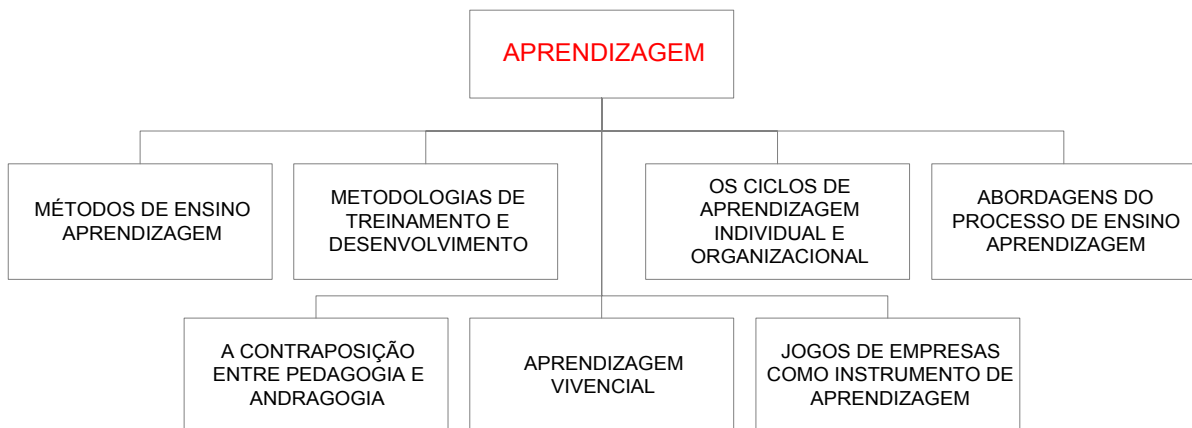 APRENDIZAGEM
MÉTODOS DE ENSINO
APRENDIZAGEM
METODOLOGIAS DE
TREINAMENTO E
DESENVOLVIMENTO
OS CICLOS DE
APRENDIZAGEM
INDIVIDUAL E
ORGANIZACIONAL
ABORDAGENS DO
PROCESSO DE ENSINO
APRENDIZAGEM
A CONTRAPOSIÇÃO
ENTRE PEDAGOGIA E
ANDRAGOGIA
APRENDIZAGEM
VIVENCIAL
JOGOS DE EMPRESAS
COMO INSTRUMENTO DE
APRENDIZAGEM